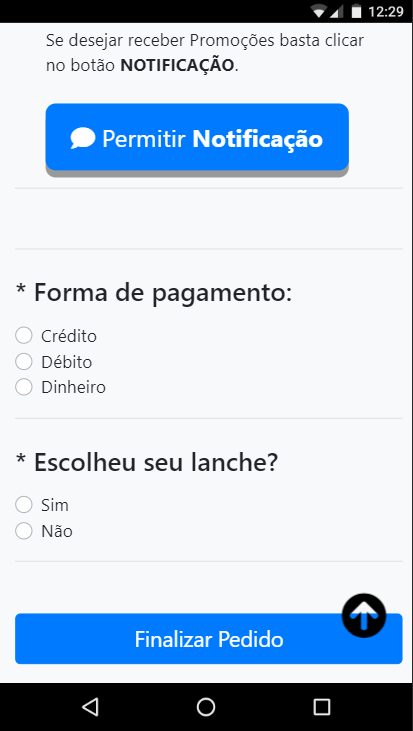 12:29
Se desejar receber Promoções basta clicar
no botão NOTIFICAÇÃO.
Permitir Notificação
* Forma de pagamento:
Crédito
Débito
Dinheiro
* Escolheu seu lanche?
Sim
Não
Finalizar Pedido